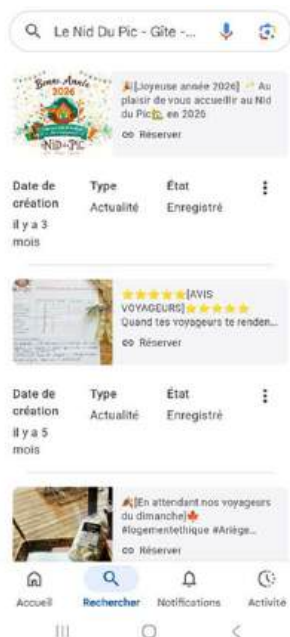 Le Nid Du Pic - Gîte -...
Bonne Année
2026
NID DU PIC
🎉[Joyeuse année 2026] ✨ Au
plaisir de vous accueillir au Nid
du Pic🏡, en 2026
Réserver
Date de création
Type
État
il y a 3 mois
Actualité
Enregistré
⭐⭐⭐⭐⭐[AVIS
VOYAGEURS]⭐⭐⭐⭐⭐
Quand tes voyageurs te renden...
Réserver
Date de création
Type
État
il y a 5 mois
Actualité
Enregistré
🍂[En attendant nos voyageurs
du dimanche]🍁
#logementethique #Ariège...
Réserver
Accueil
Rechercher
Notifications
Activité